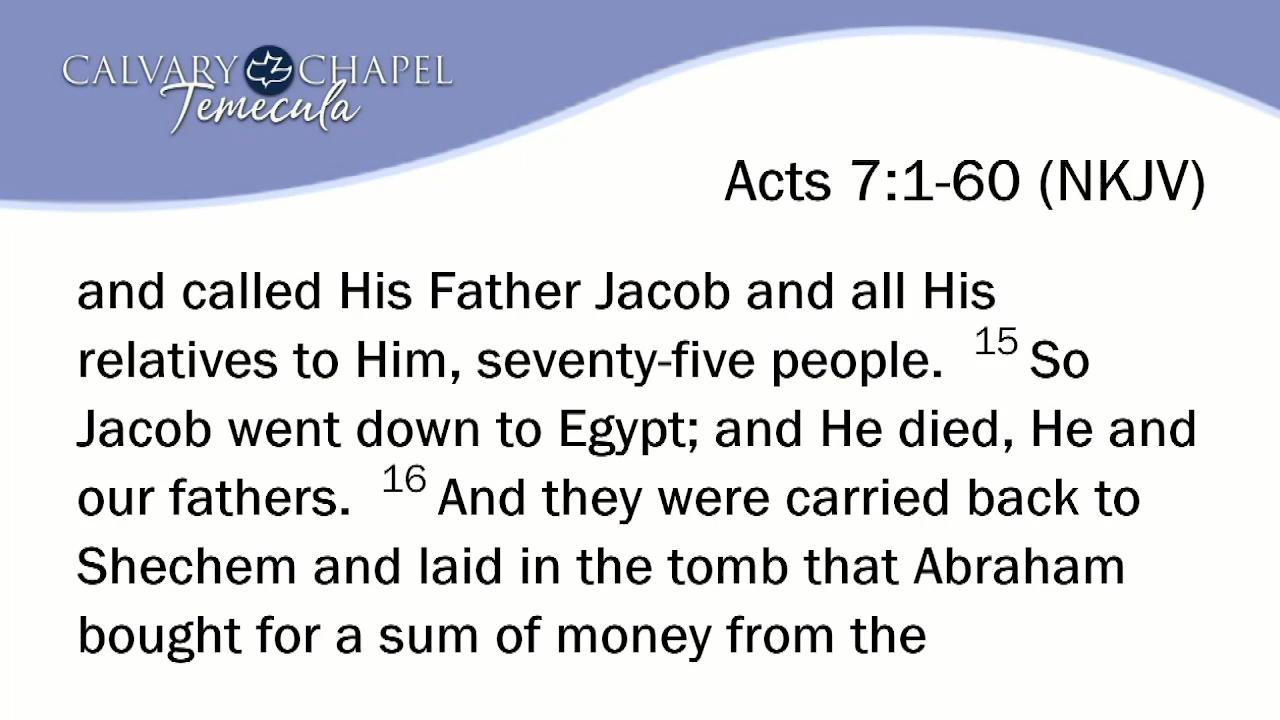 CALVARY CHAPEL
Temecula
Acts 7:1-60 (NKJV)
and called His Father Jacob and all His
relatives to Him, seventy-five people. 15 So
Jacob went down to Egypt; and He died, He and
our fathers. 16 And they were carried back to
Shechem and laid in the tomb that Abraham
bought for a sum of money from the